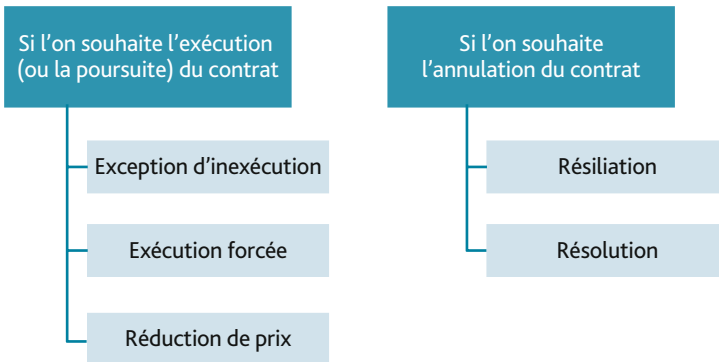 Si l’on souhaite l’exécution
(ou la poursuite) du contrat
Exception d’inexécution
Exécution forcée
Réduction de prix
Si l’on souhaite
l’annulation du contrat
Résiliation
Résolution